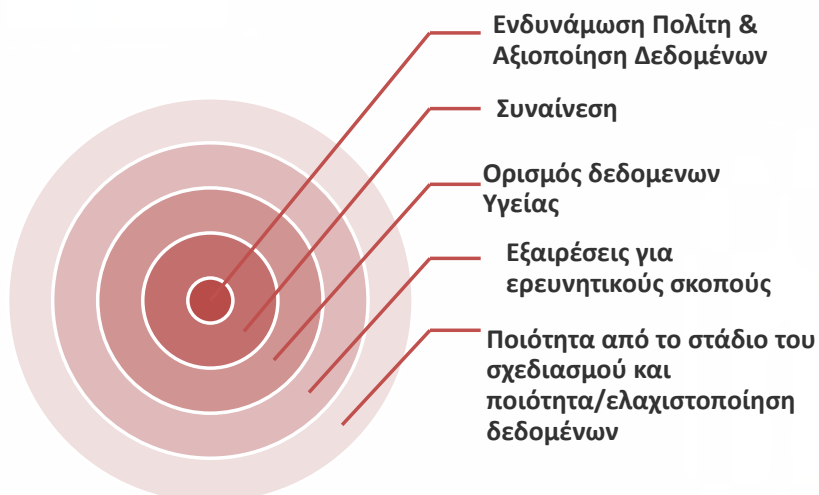 Ενδυνάμωση Πολίτη &
Αξιοποίηση Δεδομένων
Συναίνεση
Ορισμός δεδομενων
Υγείας
Εξαιρέσεις για
ερευνητικούς σκοπούς
Ποιότητα από το στάδιο του
σχεδιασμού και
ποιότητα/ελαχιστοποίηση
δεδομένων